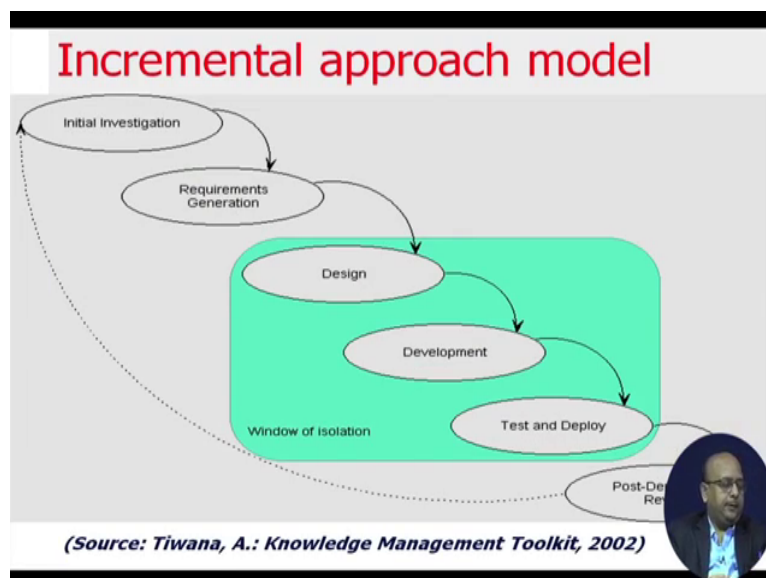 Incremental approach model
Initial Investigation
Requirements
Generation
Design
Development
Test and Deploy
Window of isolation
(Source: Tiwana, A.: Knowledge Management Toolkit, 2002)